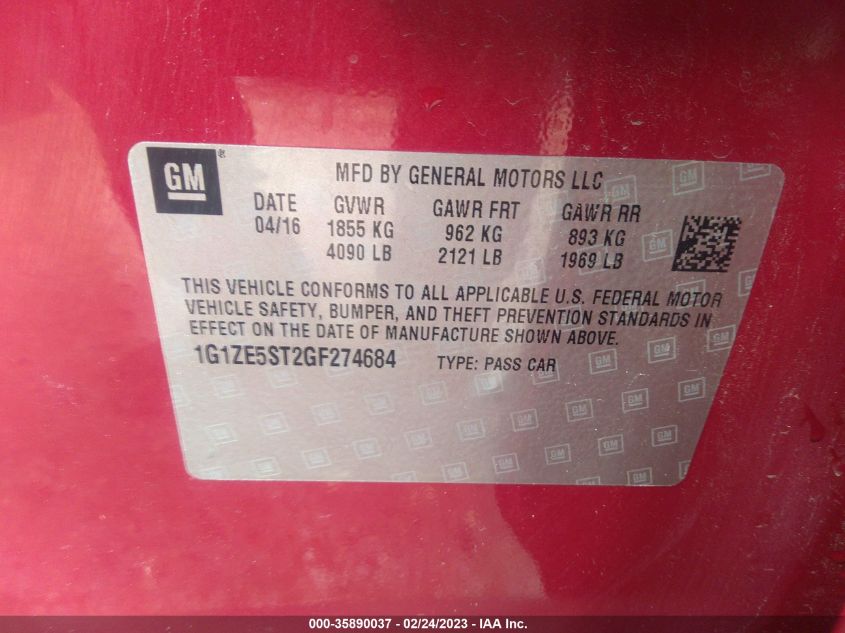 GM
MFD BY GENERAL MOTORS LLC
DATE GVWR GAWR FRT GAWR RR
04/16 1855 KG 962 KG 893 KG
4090 LB 2121 LB 1969 LB
THIS VEHICLE CONFORMS TO ALL APPLICABLE U.S. FEDERAL MOTOR
VEHICLE SAFETY, BUMPER, AND THEFT PREVENTION STANDARDS IN
EFFECT ON THE DATE OF MANUFACTURE SHOWN ABOVE.
1G1ZE5ST2GF274684 TYPE: PASS CAR
000-35890037 - 02/24/2023 - IAA Inc.